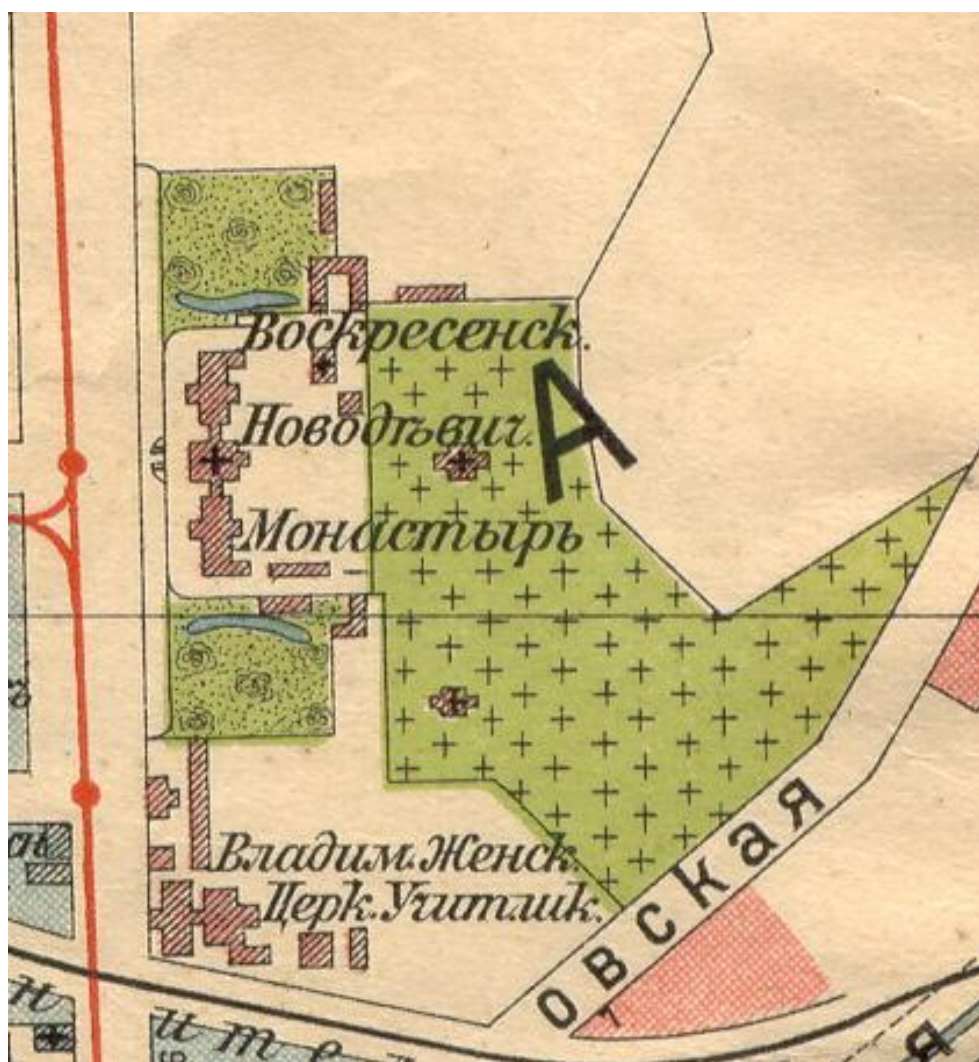 Воскресенск.
А
Новодѣвич.
Монастырь
Владим. Женск.
Церк. Учитлик.
овская